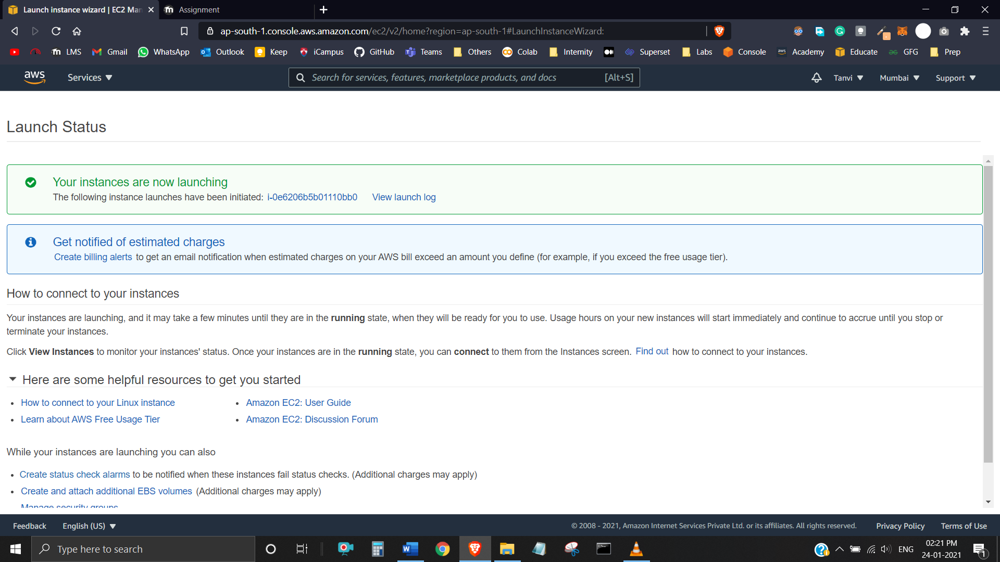 Launch instance wizard | EC2 Man
Assignment
ap-south-1.console.aws.amazon.com/ec2/v2/home?region=ap-south-1#LaunchInstanceWizard:
LMS Gmail WhatsApp Outlook Keep iCampus GitHub Teams Others Colab Internity Superset Labs Console aws Academy Educate GFG Prep
aws Services Search for services, features, marketplace products, and docs [Alt+S] Tanvi Mumbai Support
Launch Status
Your instances are now launching
The following instance launches have been initiated: i-0e6206b5b01110bb0 View launch log
Get notified of estimated charges
Create billing alerts to get an email notification when estimated charges on your AWS bill exceed an amount you define (for example, if you exceed the free usage tier).
How to connect to your instances
Your instances are launching, and it may take a few minutes until they are in the running state, when they will be ready for you to use. Usage hours on your new instances will start immediately and continue to accrue until you stop or
terminate your instances.
Click View Instances to monitor your instances' status. Once your instances are in the running state, you can connect to them from the Instances screen. Find out how to connect to your instances.
Here are some helpful resources to get you started
• How to connect to your Linux instance
• Amazon EC2: User Guide
• Learn about AWS Free Usage Tier
• Amazon EC2: Discussion Forum
While your instances are launching you can also
• Create status check alarms to be notified when these instances fail status checks. (Additional charges may apply)
• Create and attach additional EBS volumes (Additional charges may apply)
Manage security groups
Feedback English (US) © 2008 - 2021, Amazon Internet Services Private Ltd. or its affiliates. All rights reserved. Privacy Policy Terms of Use
Type here to search
ENG
02:21 PM
24-01-2021
1